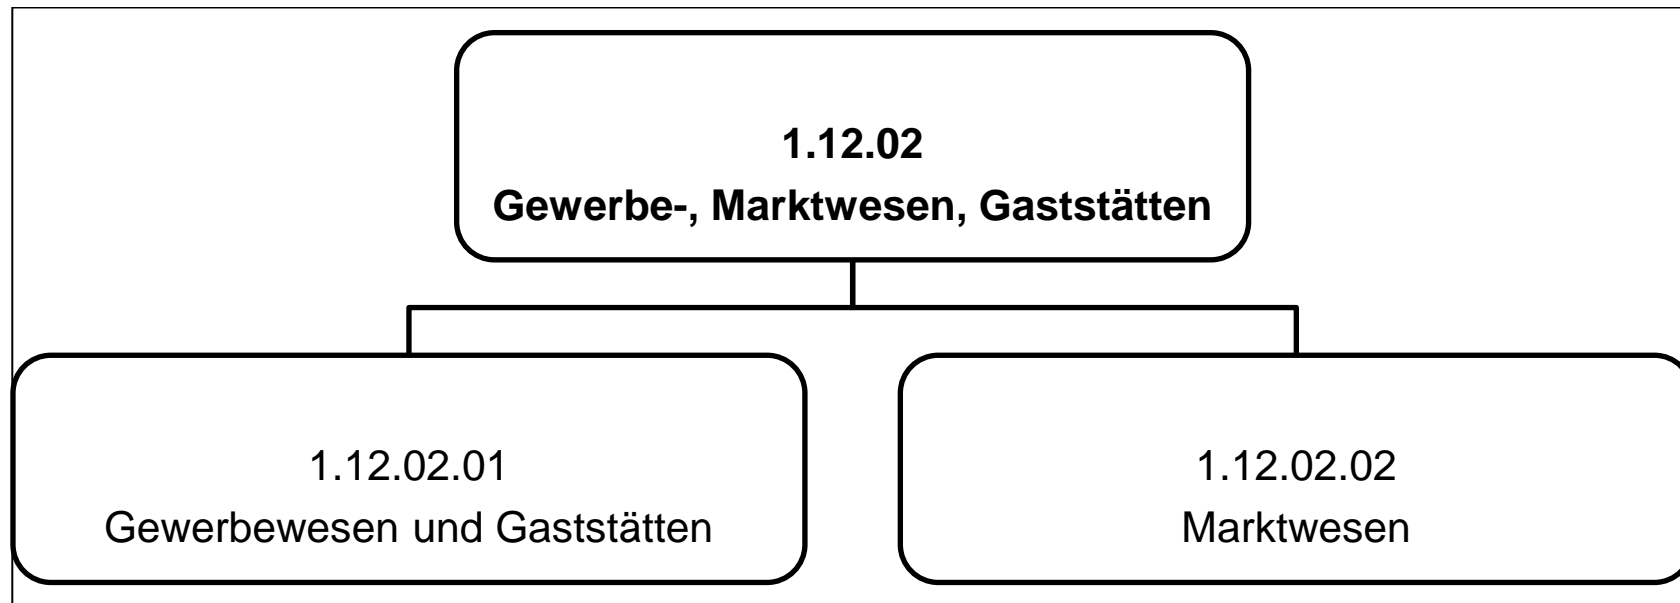 1.12.02
Gewerbe-, Marktwesen, Gaststätten
1.12.02.01
Gewerbewesen und Gaststätten
1.12.02.02
Marktwesen